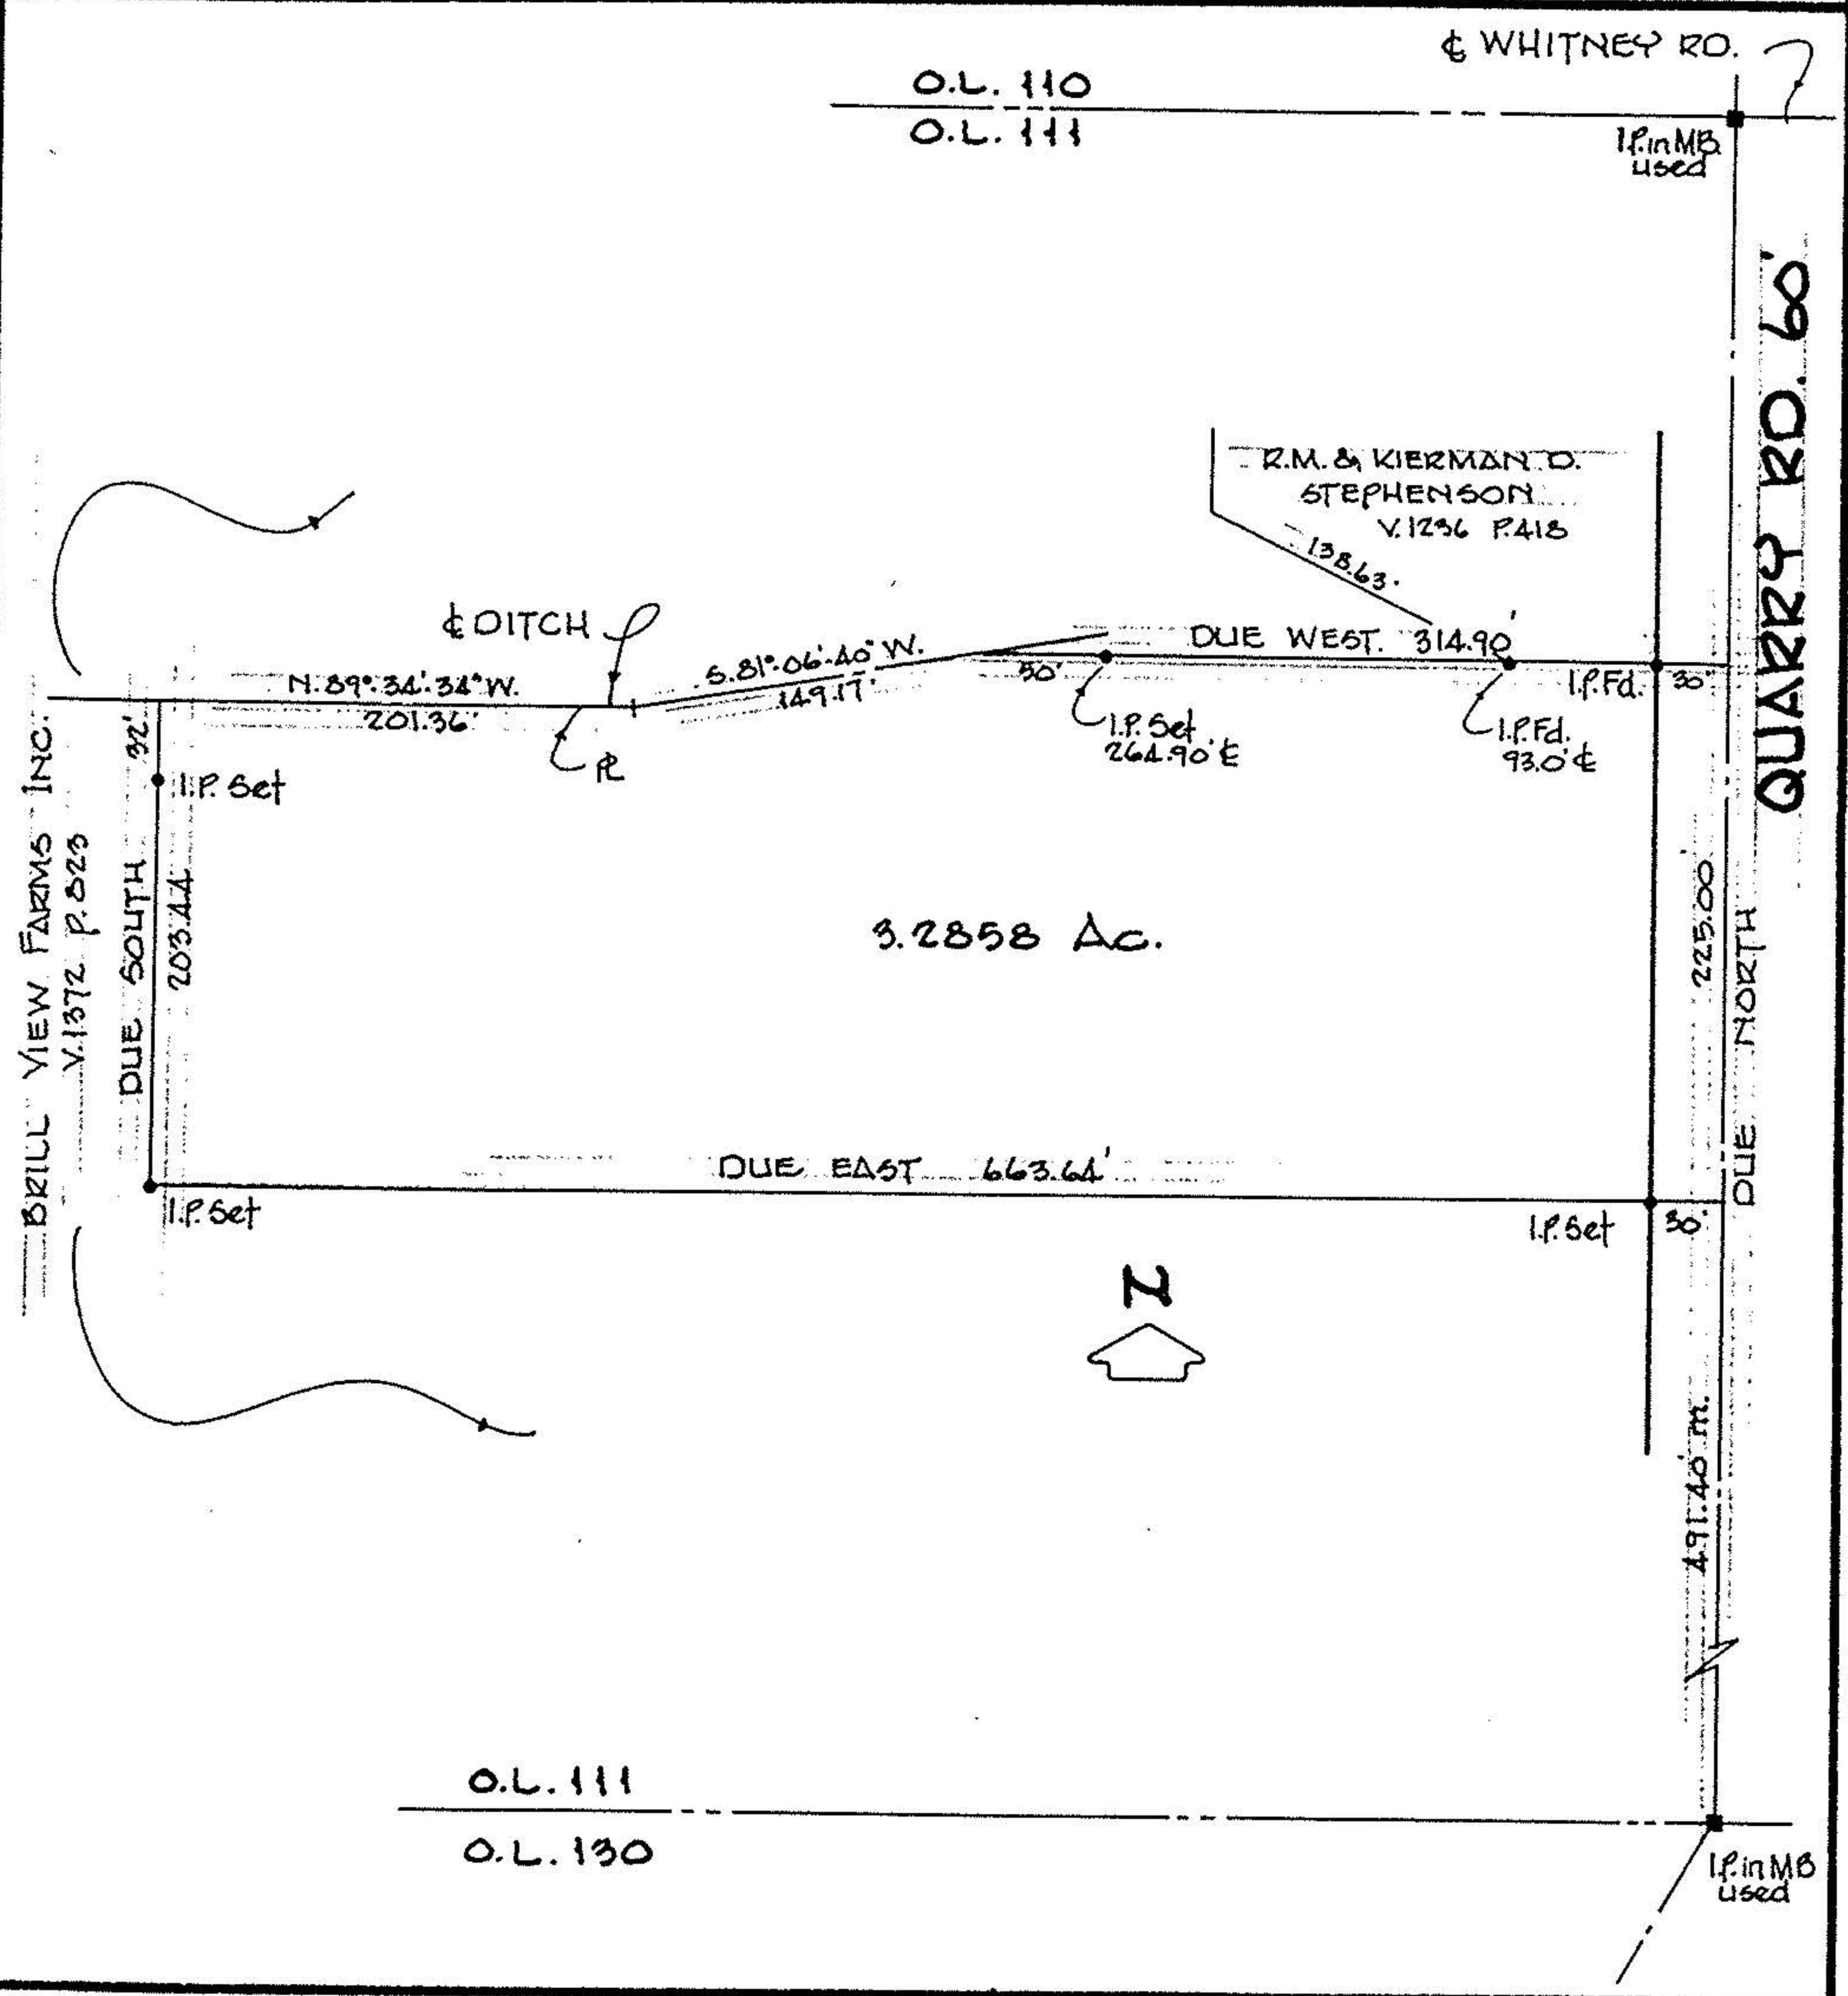 ℄ WHITNEY RD.
O.L. 110
O.L. 111
I.P. in MB.
used
QUARRY RD. 60'
R.M. & KIERMAN D.
STEPHENSON
V.1236 P.418
138.63'
℄ DITCH
DUE WEST. 314.90'
S.81°.06'.40" W.
149.17'
50'
I.P.Fd.
30'
N.89°.34'.34" W.
201.36'
℄ DITCH
I.P. Set
264.90' ℄
I.P.Fd.
93.0' ℄
32'
I.P. Set
BRILL VIEW FARMS INC.
V.1372 P.823
DUE SOUTH
203.44
3.2858 Ac.
225.00'
DUE NORTH
DUE EAST 663.64'
I.P. Set
I.P. Set
30'
N
491.40' m.
O.L. 111
O.L. 130
I.P. in MB
used